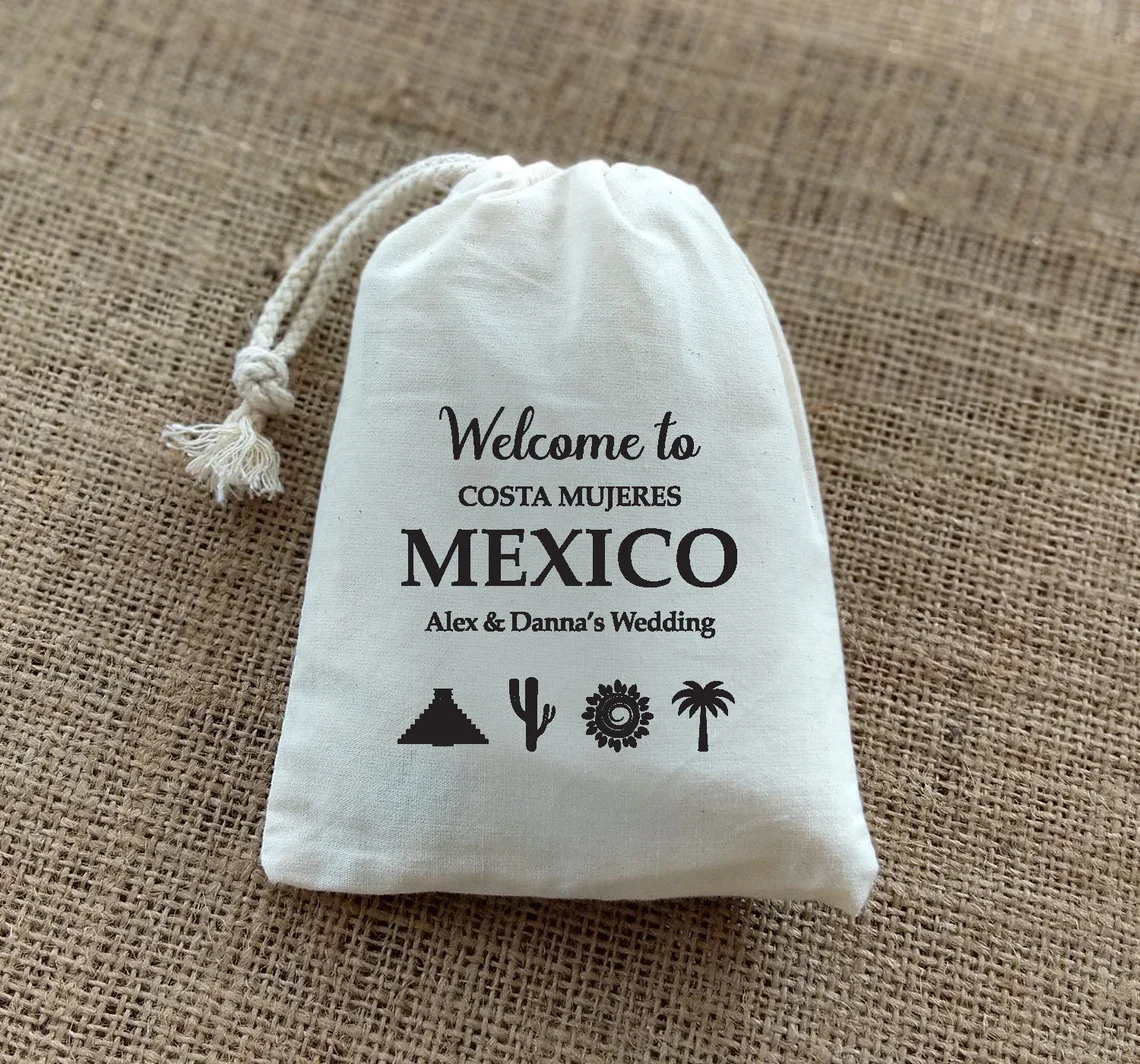 Welcome to
COSTA MUJERES
MEXICO
Alex & Danna’s Wedding